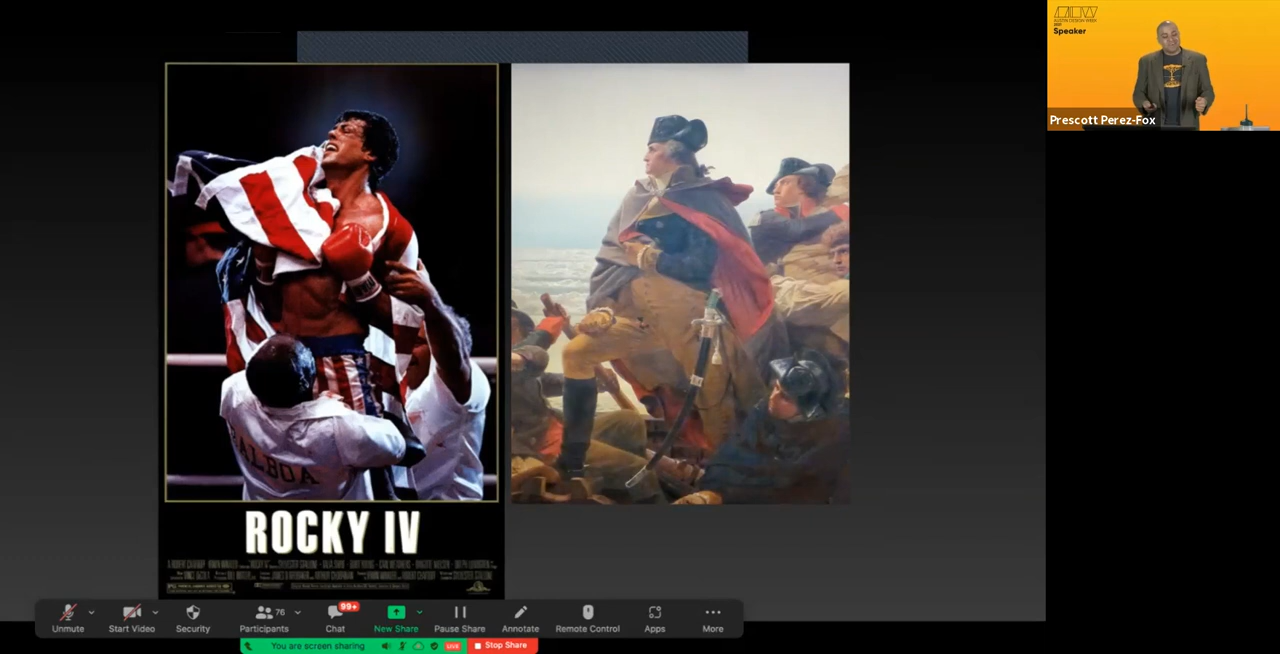 AUSTIN DESIGN WEEK
Speaker
Prescott Perez-Fox
BALBOA
ROCKY IV
76
99+
Unmute
Start Video
Security
Participants
Chat
New Share
Pause Share
Annotate
Remote Control
Apps
More
You are screen sharing
LIVE
Stop Share